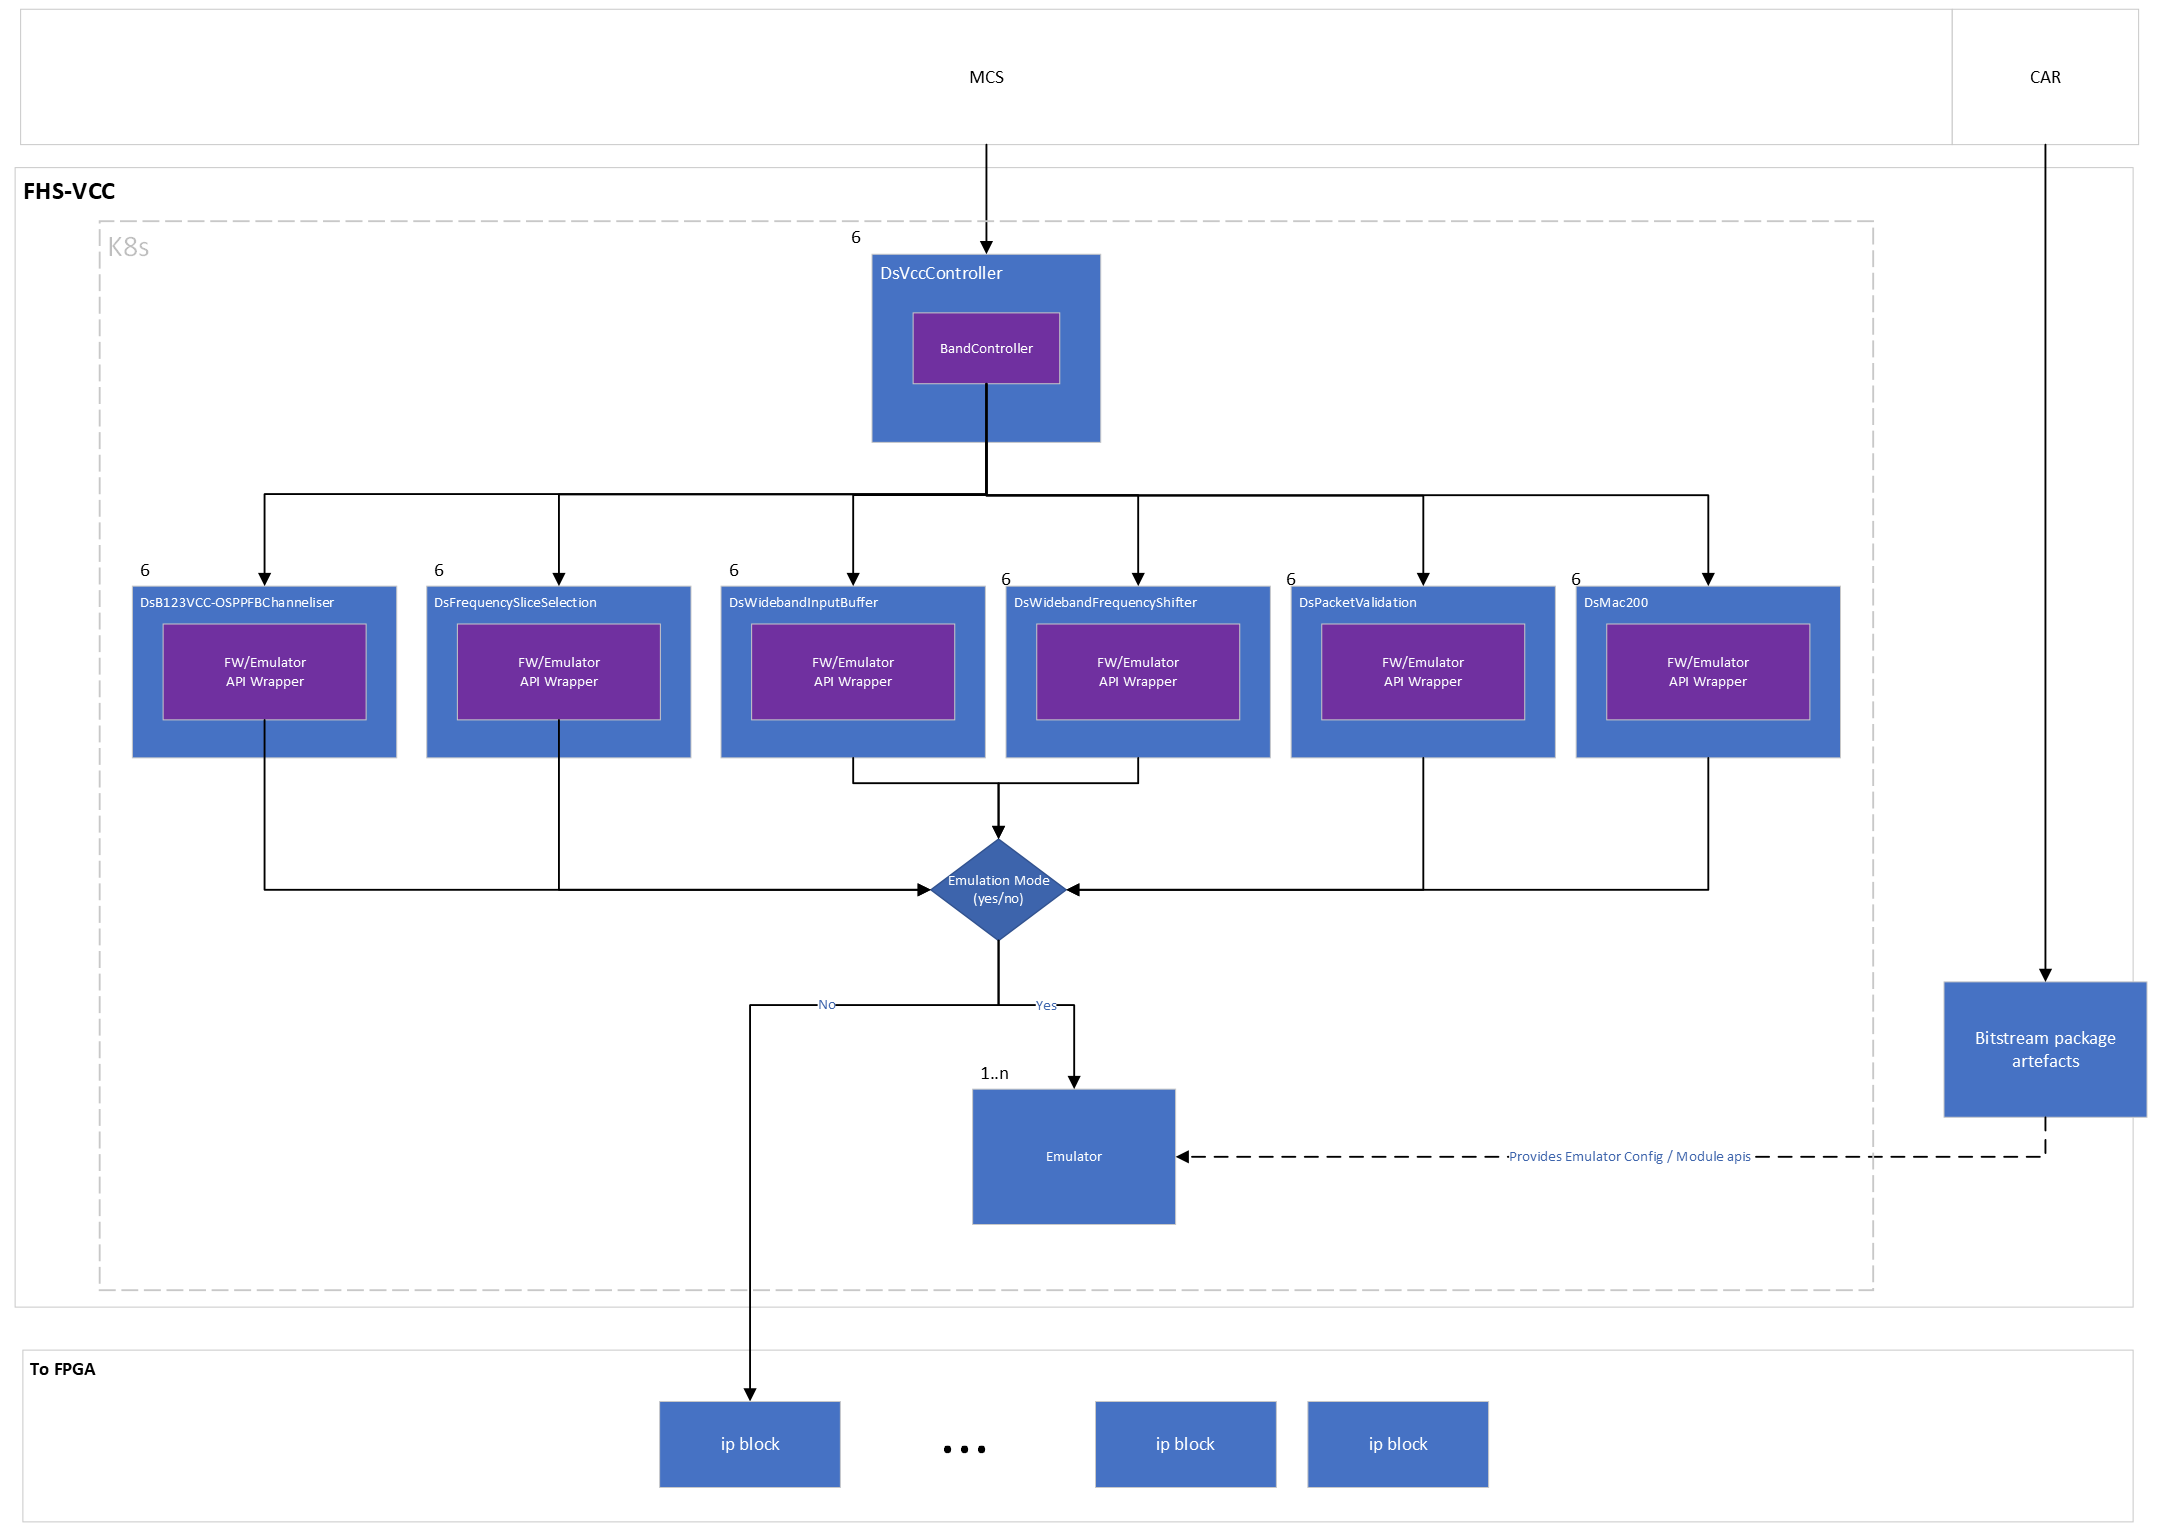 MCS
CAR
FHS-VCC
K8s
6
DsVccController
BandController
6
6
6
6
6
6
DsB123VCC-OSPPFBChanneliser
DsFrequencySliceSelection
DsWidebandInputBuffer
DsWidebandFrequencyShifter
DsPacketValidation
DsMac200
FW/Emulator
API Wrapper
FW/Emulator
API Wrapper
FW/Emulator
API Wrapper
FW/Emulator
API Wrapper
FW/Emulator
API Wrapper
FW/Emulator
API Wrapper
Emulation Mode
(yes/no)
No
Yes
Bitstream package
artefacts
1..n
Emulator
Provides Emulator Config / Module apis
To FPGA
ip block
...
ip block
ip block